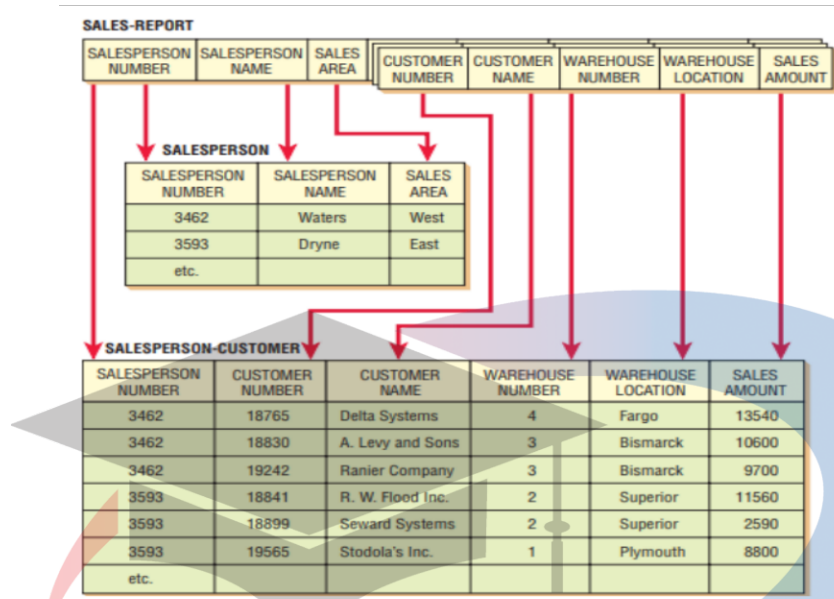 SALES-REPORT
SALESPERSON NUMBER SALESPERSON NAME SALES AREA CUSTOMER NUMBER CUSTOMER NAME WAREHOUSE NUMBER WAREHOUSE LOCATION SALES AMOUNT
SALESPERSON
SALESPERSON NUMBER SALESPERSON NAME SALES AREA
3462 Waters West
3593 Dryne East
etc.
SALESPERSON-CUSTOMER
SALESPERSON NUMBER CUSTOMER NUMBER CUSTOMER NAME WAREHOUSE NUMBER WAREHOUSE LOCATION SALES AMOUNT
3462 18765 Delta Systems 4 Fargo 13540
3462 18830 A. Levy and Sons 3 Bismarck 10600
3462 19242 Ranier Company 3 Bismarck 9700
3593 18841 R. W. Flood Inc. 2 Superior 11560
3593 18899 Seward Systems 2 Superior 2590
3593 19565 Stodola's Inc. 1 Plymouth 8800
etc.